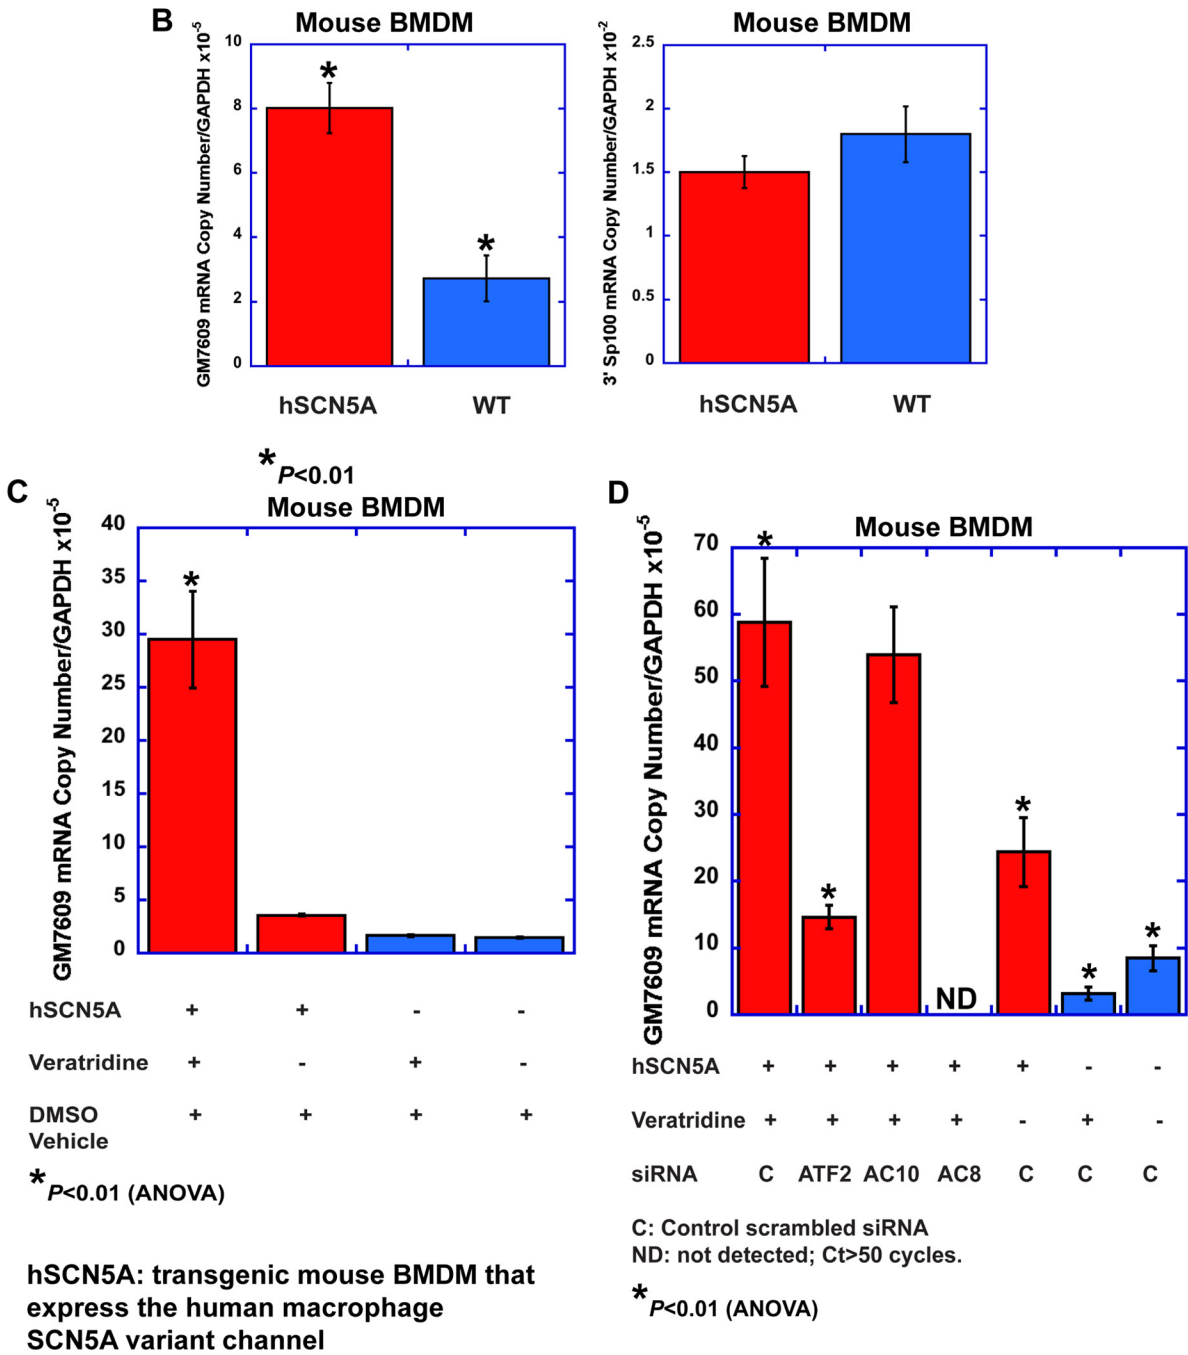 B
Mouse BMDM
GM7609 mRNA Copy Number/GAPDH x10-5
10
8
6
4
2
0
*
*
hSCN5A WT
*P<0.01
Mouse BMDM
3' Sp100 mRNA Copy Number/GAPDH x10-2
2.5
2
1.5
1
0.5
0
hSCN5A WT
C
Mouse BMDM
GM7609 mRNA Copy Number/GAPDH x10-5
40
35
30
25
20
15
10
5
0
*
hSCN5A + + - -
Veratridine + - + -
DMSO + + + +
Vehicle
*P<0.01 (ANOVA)
hSCN5A: transgenic mouse BMDM that
express the human macrophage
SCN5A variant channel
D
Mouse BMDM
GM7609 mRNA Copy Number/GAPDH x10-5
70
60
50
40
30
20
10
0
*
*
ND
*
*
*
hSCN5A + + + + + - -
Veratridine + + + + - + -
siRNA C ATF2 AC10 AC8 C C C
C: Control scrambled siRNA
ND: not detected; Ct>50 cycles.
*P<0.01 (ANOVA)